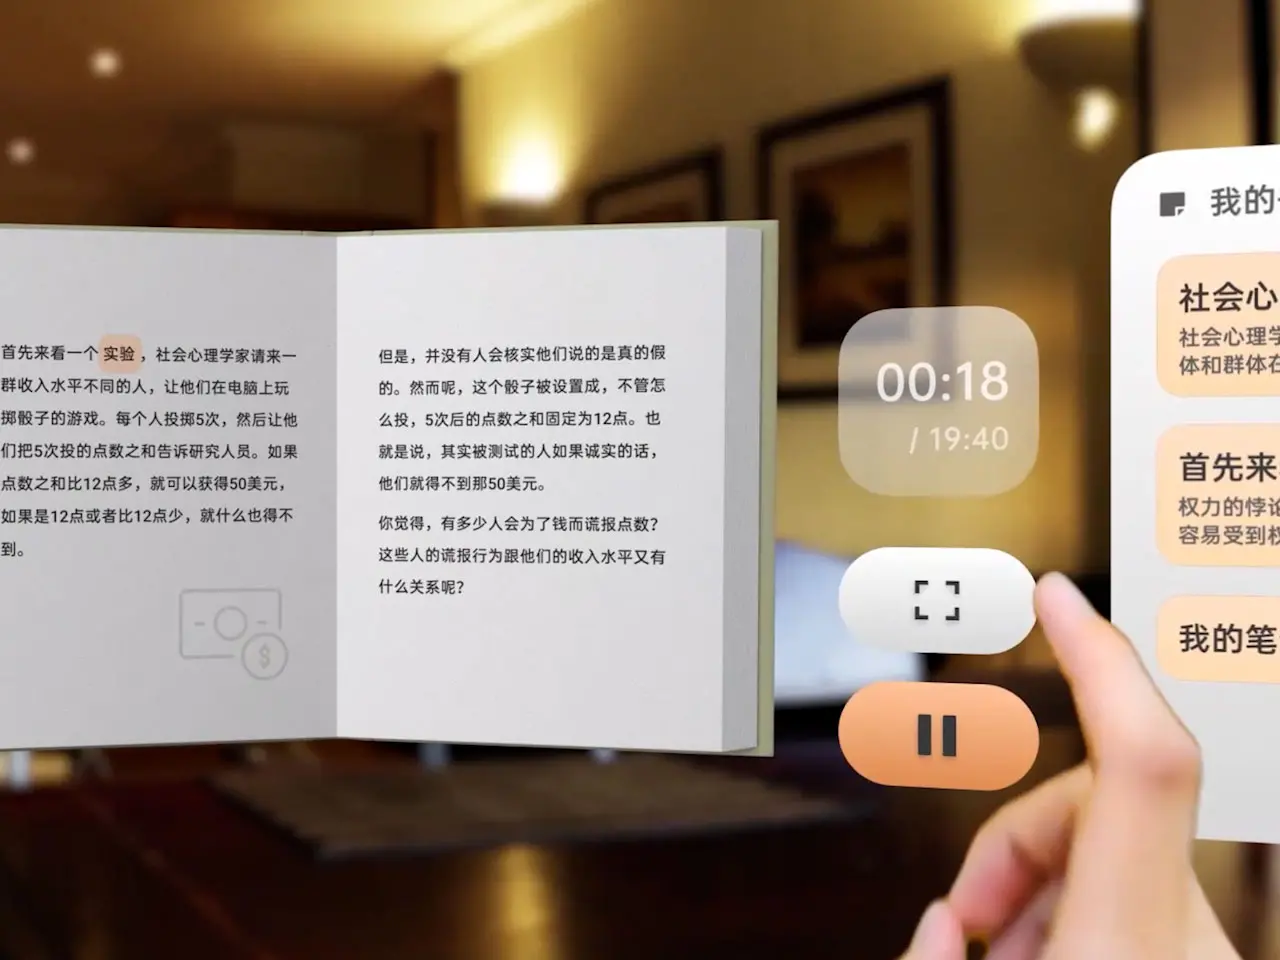 首先来看一个 实验，社会心理学家请来一
群收入水平不同的人，让他们在电脑上玩
掷骰子的游戏。每个人投掷5次，然后让他
们把5次投的点数之和告诉研究人员。如果
点数之和比12点多，就可以获得50美元，
如果是12点或者比12点少，就什么也得不
到。
$
但是，并没有人会核实他们说的是真的假
的。然而呢，这个骰子被设置成，不管怎
么投，5次后的点数之和固定为12点。也
就是说，其实被测试的人如果诚实的话，
他们就得不到那50美元。
你觉得，有多少人会为了钱而谎报点数？
这些人的谎报行为跟他们的收入水平又有
什么关系呢？
00:18
/ 19:40
我的
社会心
社会心理学
体和群体在
首先来
权力的悖论
容易受到权
我的笔